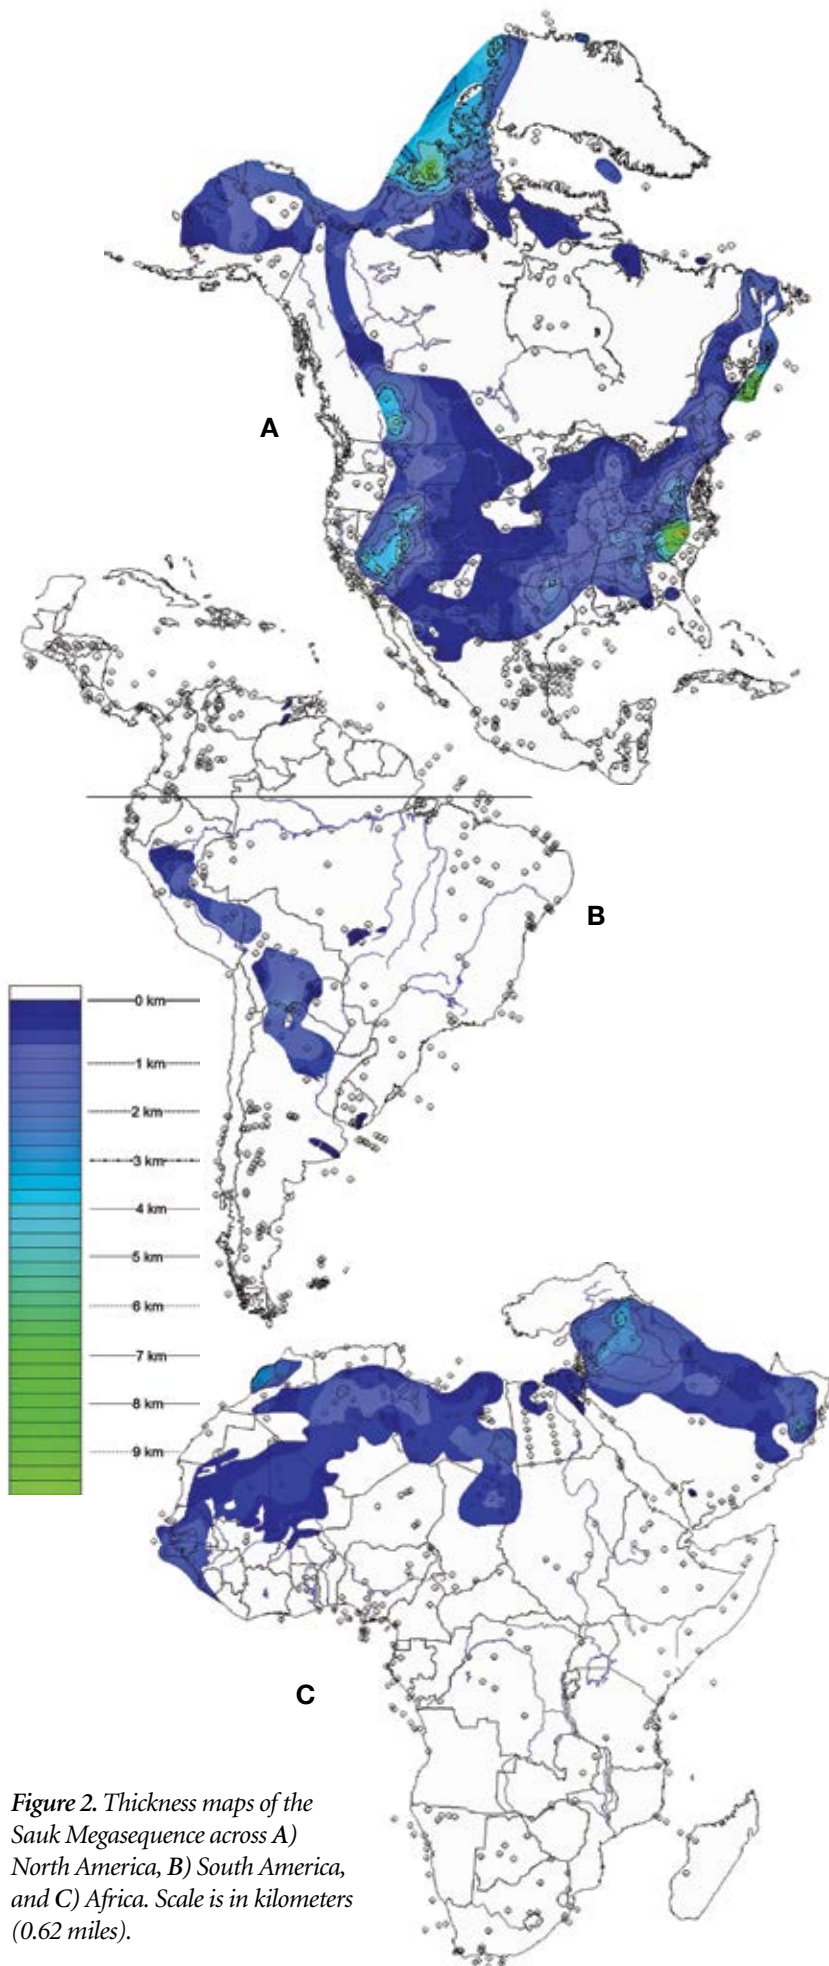 A
B
0 km
1 km
2 km
3 km
4 km
5 km
6 km
7 km
8 km
9 km
C
Figure 2. Thickness maps of the
Sauk Megasequence across A)
North America, B) South America,
and C) Africa. Scale is in kilometers
(0.62 miles).